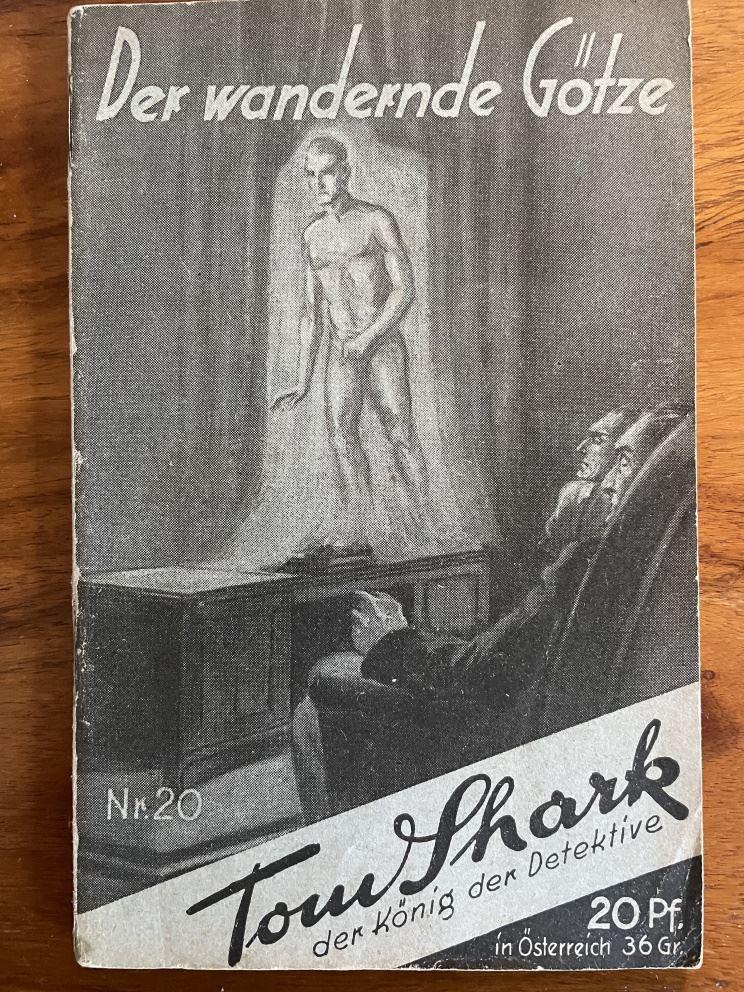 Der wandernde Götze
Nr.20
Tom Shark
der König der Detektive
20 Pf.
in Österreich 36 Gr.